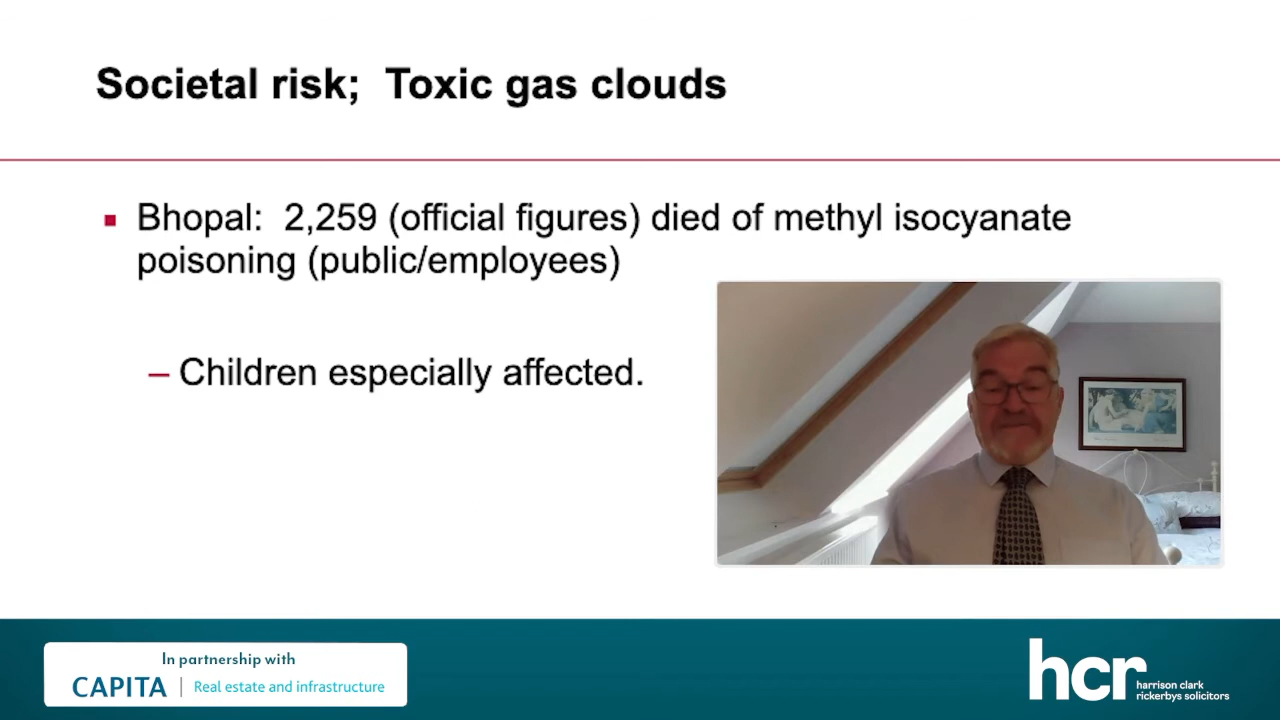 Societal risk;  Toxic gas clouds
Bhopal:  2,259 (official figures) died of methyl isocyanate
poisoning (public/employees)
– Children especially affected.
In partnership with
CAPITA | Real estate and infrastructure
hcr harrison clark
rickerbys solicitors